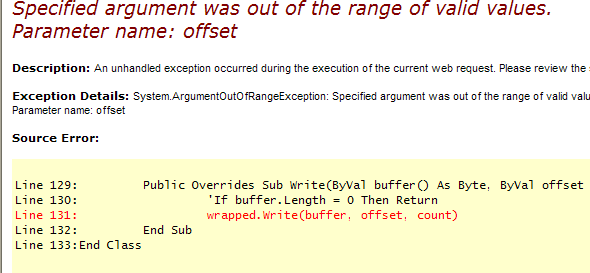 Specified argument was out of the range of valid values.
Parameter name: offset
Description: An unhandled exception occurred during the execution of the current web request. Please review the
Exception Details: System.ArgumentOutOfRangeException: Specified argument was out of the range of valid valu
Parameter name: offset
Source Error:
Line 129: Public Overrides Sub Write(ByVal buffer() As Byte, ByVal offset
Line 130: 'If buffer.Length = 0 Then Return
Line 131: wrapped.Write(buffer, offset, count)
Line 132: End Sub
Line 133:End Class